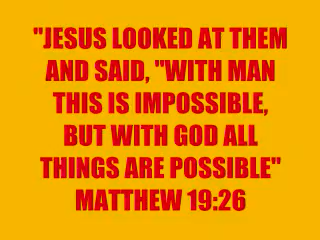 "JESUS LOOKED AT THEM
AND SAID, "WITH MAN
THIS IS IMPOSSIBLE,
BUT WITH GOD ALL
THINGS ARE POSSIBLE"
MATTHEW 19:26